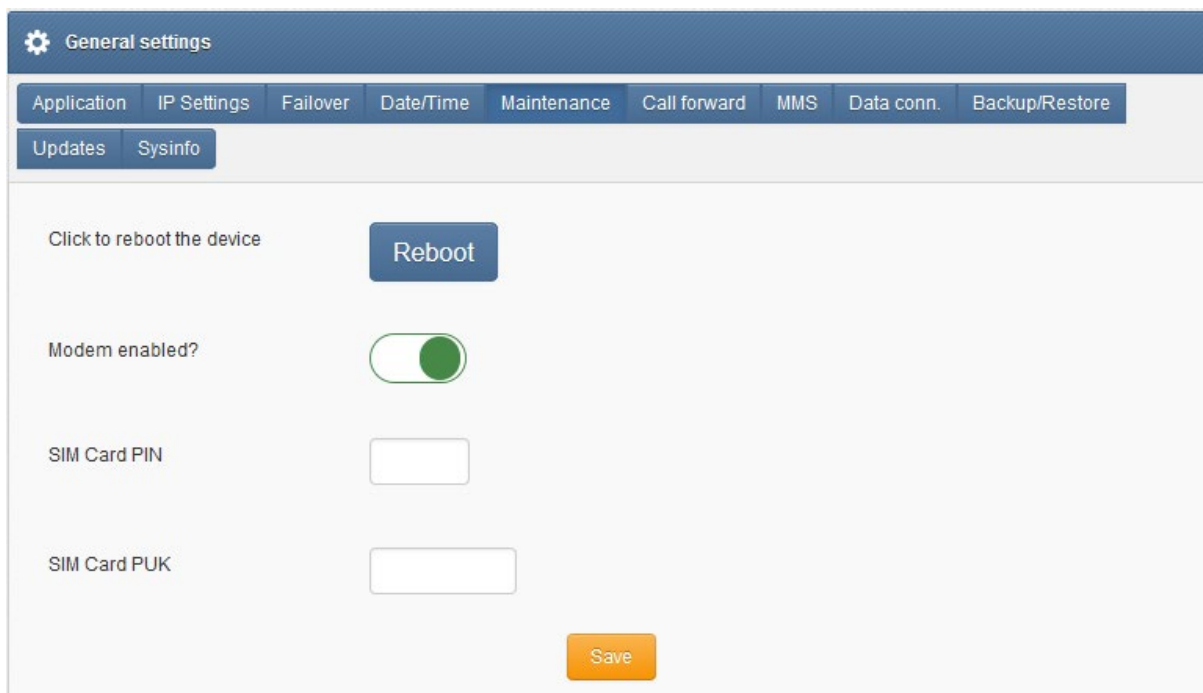 General settings
Application IP Settings Failover Date/Time Maintenance Call forward MMS Data conn. Backup/Restore
Updates Sysinfo
Click to reboot the device Reboot
Modem enabled?
SIM Card PIN
SIM Card PUK
Save